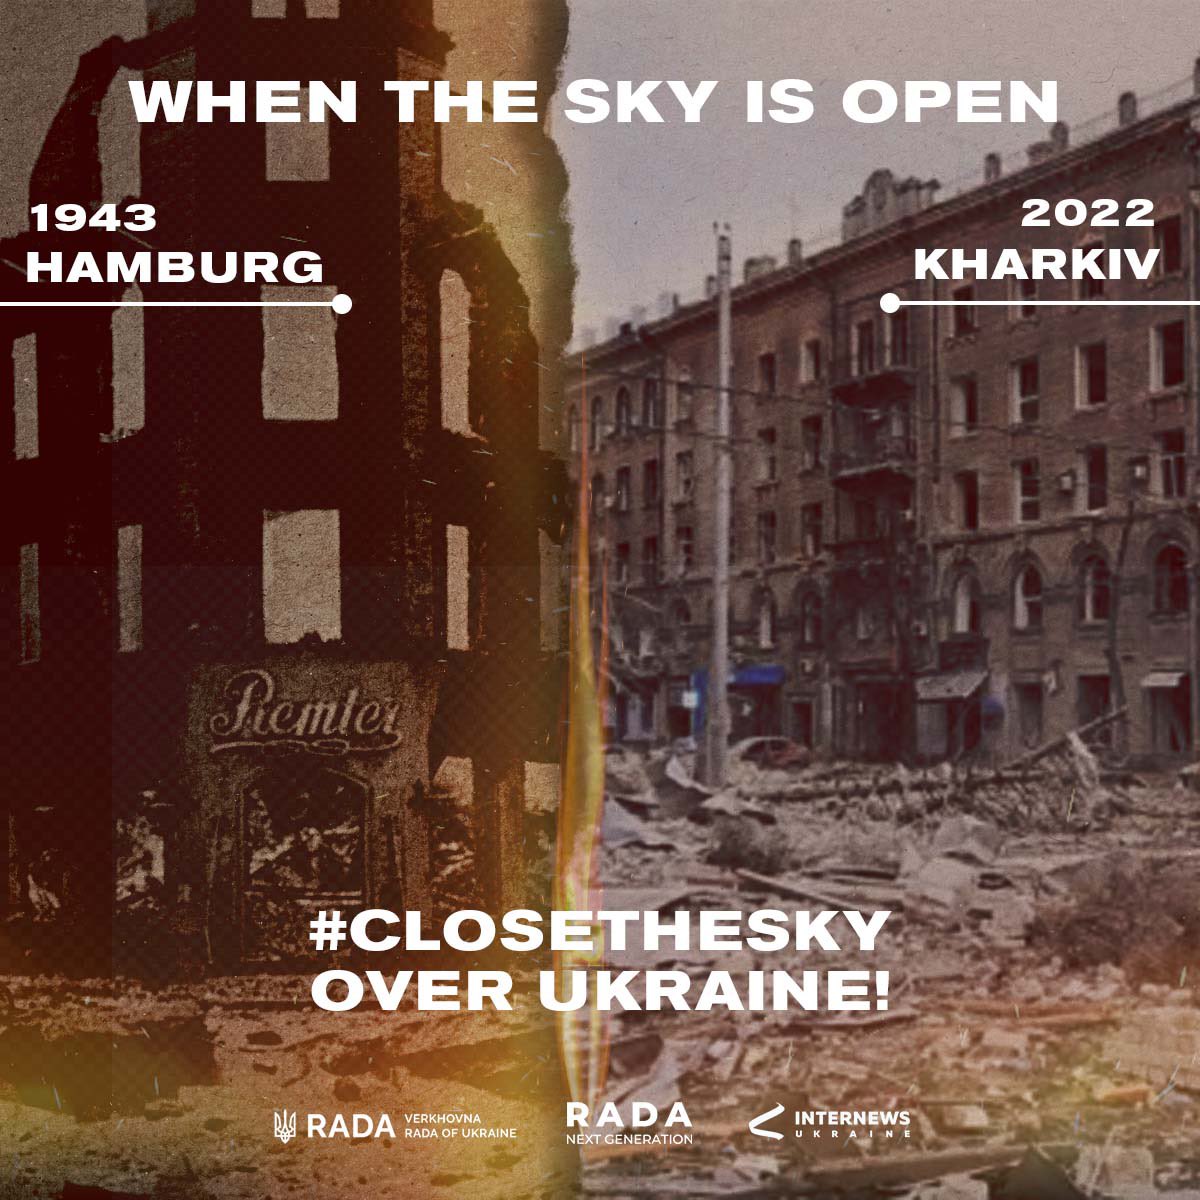 WHEN THE SKY IS OPEN
1943
HAMBURG
2022
KHARKIV
Premier
#CLOSETHESKY
OVER UKRAINE!
RADA VERKHOVNA
RADA OF UKRAINE
RADA
NEXT GENERATION
INTERNEWS
UKRAINE